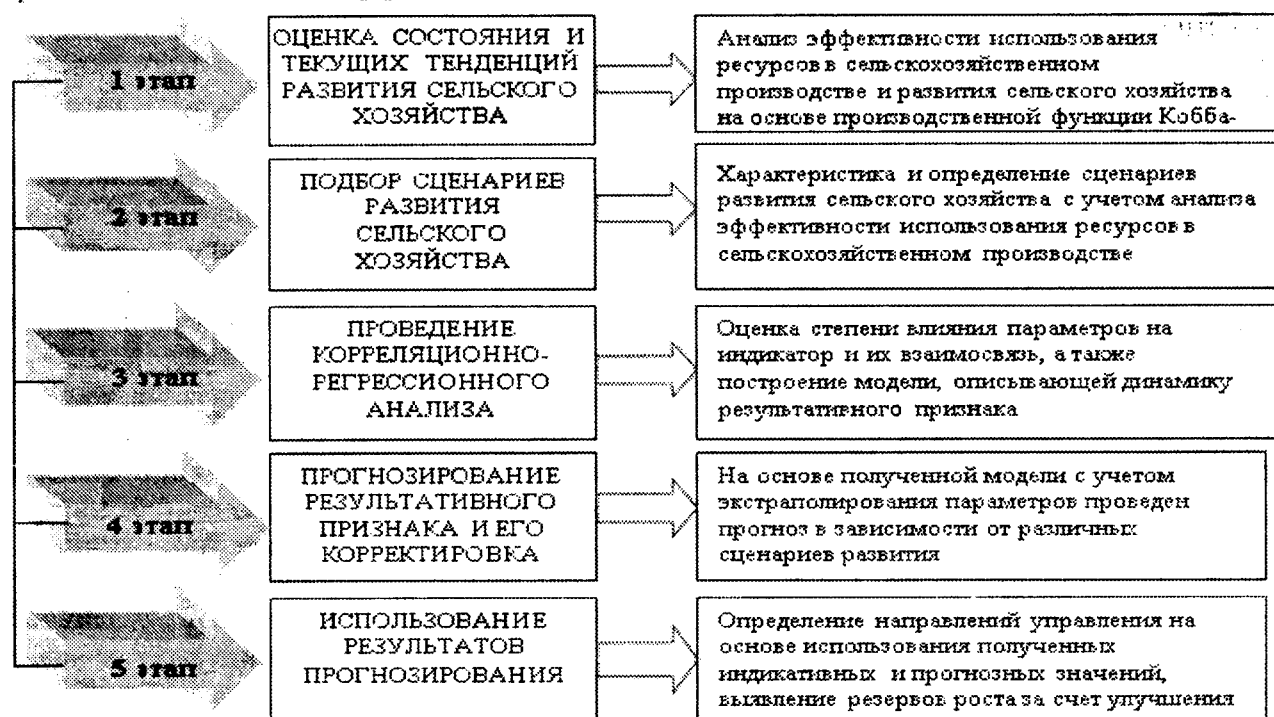 1 этап
ОЦЕНКА СОСТОЯНИЯ И
ТЕКУЩИХ ТЕНДЕНЦИЙ
РАЗВИТИЯ СЕЛЬСКОГО
ХОЗЯЙСТВА
Анализ эффективности использования
ресурсов в сельскохозяйственном
производстве и развития сельского хозяйства
на основе производственной функции Кобба-
2 этап
ПОДБОР СЦЕНАРИЕВ
РАЗВИТИЯ
СЕЛЬСКОГО
ХОЗЯЙСТВА
Характеристика и определение сценариев
развития сельского хозяйства с учетом анализа
эффективности использования ресурсов в
сельскохозяйственном производстве
3 этап
ПРОВЕДЕНИЕ
КОРРЕЛЯЦИОННО-
РЕГРЕССИОННОГО
АНАЛИЗА
Оценка степени влияния параметров на
индикатор и их взаимосвязь, а также
построение модели, описывающей динамику
результативного признака
4 этап
ПРОГНОЗИРОВАНИЕ
РЕЗУЛЬТАТИВНОГО
ПРИЗНАКА И ЕГО
КОРРЕКТИРОВКА
На основе полученной модели с учетом
экстраполирования параметров проведен
прогноз в зависимости от различных
сценариев развития
5 этап
ИСПОЛЬЗОВАНИЕ
РЕЗУЛЬТАТОВ
ПРОГНОЗИРОВАНИЯ
Определение направлений управления на
основе использования полученных
индикативных и прогнозных значений,
выявление резервов роста за счет улучшения